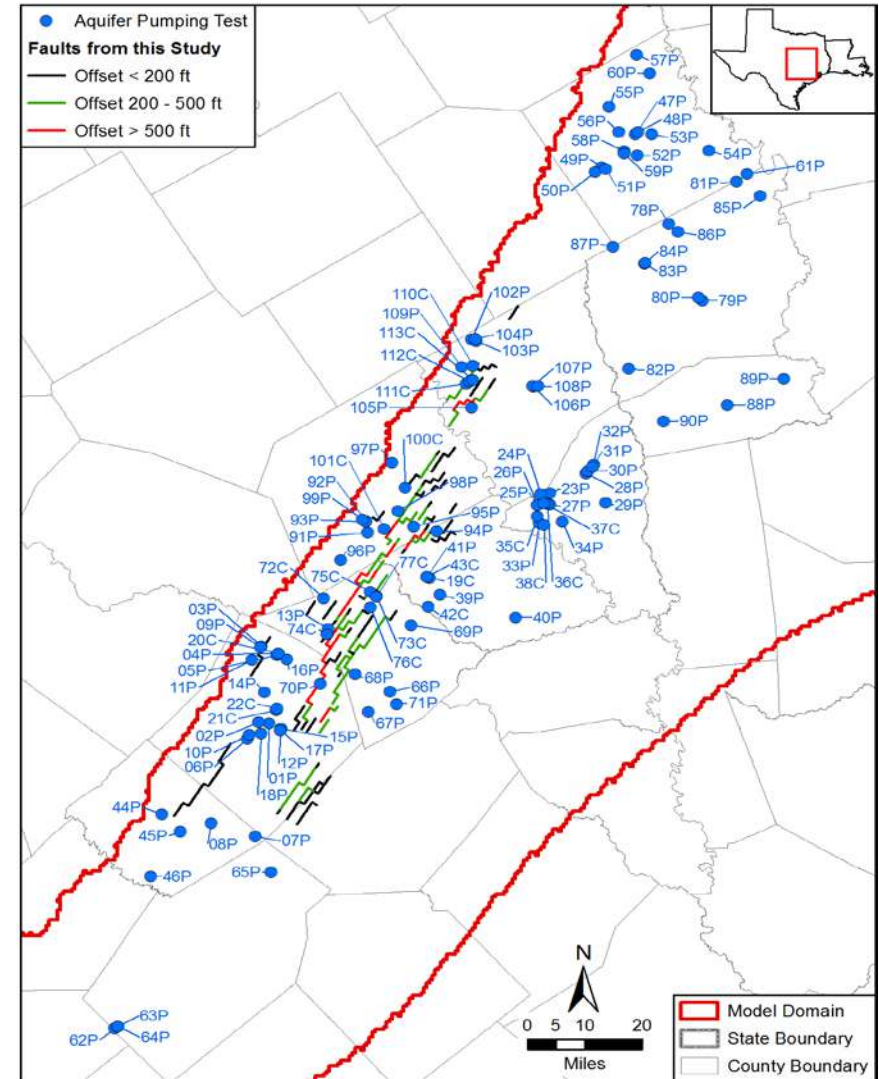 Aquifer Pumping Test
Faults from this Study
Offset < 200 ft
Offset 200 - 500 ft
Offset > 500 ft
57P
60P
55P
47P
56P
48P
53P
58P
54P
49P
52P
59P
61P
50P
51P
81P
85P
78P
86P
87P
84P
83P
80P
79P
110C
102P
109P
104P
113C
103P
112C
107P
82P
111C
108P
89P
105P
106P
88P
90P
100C
32P
97P
31P
101C
24P
30P
92P
26P
98P
23P
28P
99P
25P
27P
29P
93P
95P
37C
91P
94P
35C
34P
96P
41P
33P
77C
43C
38C
36C
72C
75C
19C
03P
39P
09P
13P
42C
40P
20C
74C
73C
69P
04P
05P
16P
76C
11P
70P
68P
14P
66P
22C
71P
21C
67P
02P
15P
10P
17P
06P
12P
01P
18P
44P
45P
08P
07P
46P
65P
63P
62P
64P
N
0 5 10 20
Miles
Model Domain
State Boundary
County Boundary